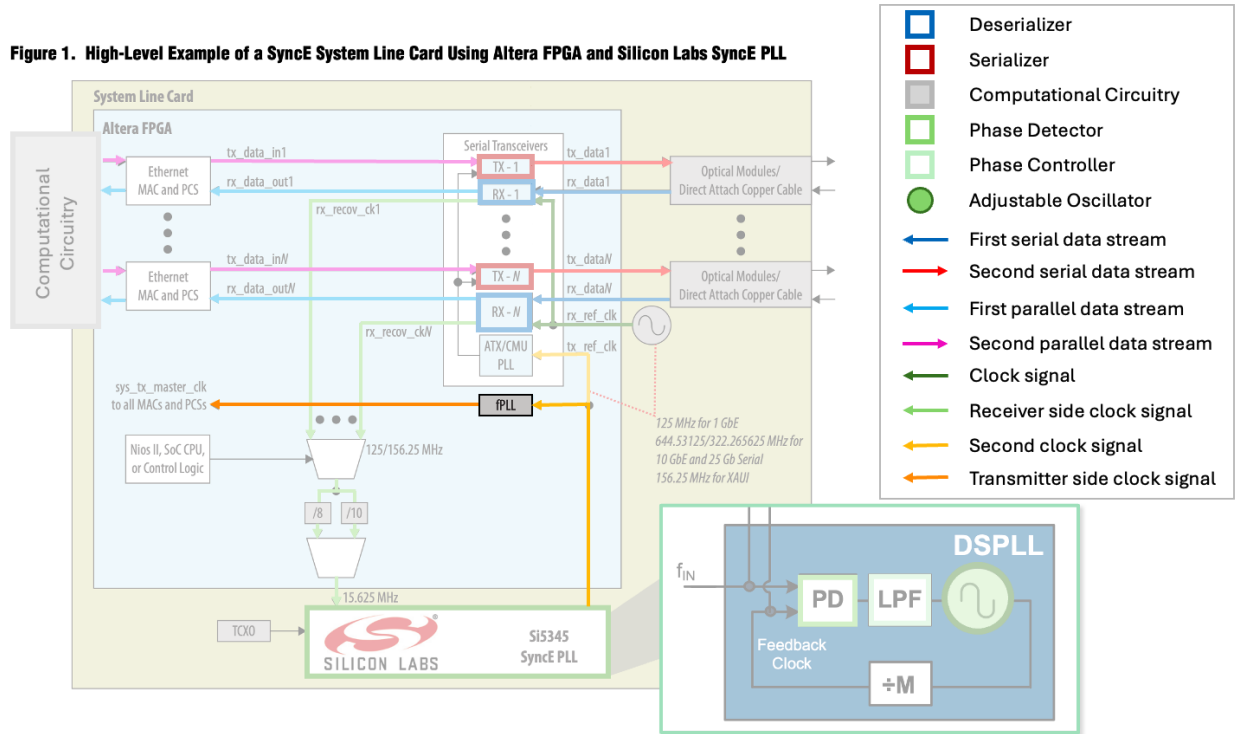 Figure 1. High-Level Example of a SyncE System Line Card Using Altera FPGA and Silicon Labs SyncE PLL
System Line Card
Altera FPGA
Computational
Circuitry
Ethernet
MAC and PCS
tx_data_in1
rx_data_out1
Serial Transceivers
TX - 1
RX - 1
tx_data1
rx_data1
Optical Modules/
Direct Attach Copper Cable
rx_recov_ck1
Ethernet
MAC and PCS
tx_data_inN
rx_data_outN
TX - N
RX - N
tx_dataN
rx_dataN
Optical Modules/
Direct Attach Copper Cable
rx_recov_ckN
rx_ref_clk
ATX/CMU
PLL
tx_ref_clk
sys_tx_master_clk
to all MACs and PCSs
fPLL
125 MHz for 1 GbE
644.53125/322.265625 MHz for
10 GbE and 25 Gb Serial
156.25 MHz for XAUI
Nios II, SoC CPU,
or Control Logic
125/156.25 MHz
/8
/10
15.625 MHz
TCXO
SILICON LABS
®
Si5345
SyncE PLL
DSPLL
fIN
PD
LPF
Feedback
Clock
÷M
Deserializer
Serializer
Computational Circuitry
Phase Detector
Phase Controller
Adjustable Oscillator
First serial data stream
Second serial data stream
First parallel data stream
Second parallel data stream
Clock signal
Receiver side clock signal
Second clock signal
Transmitter side clock signal